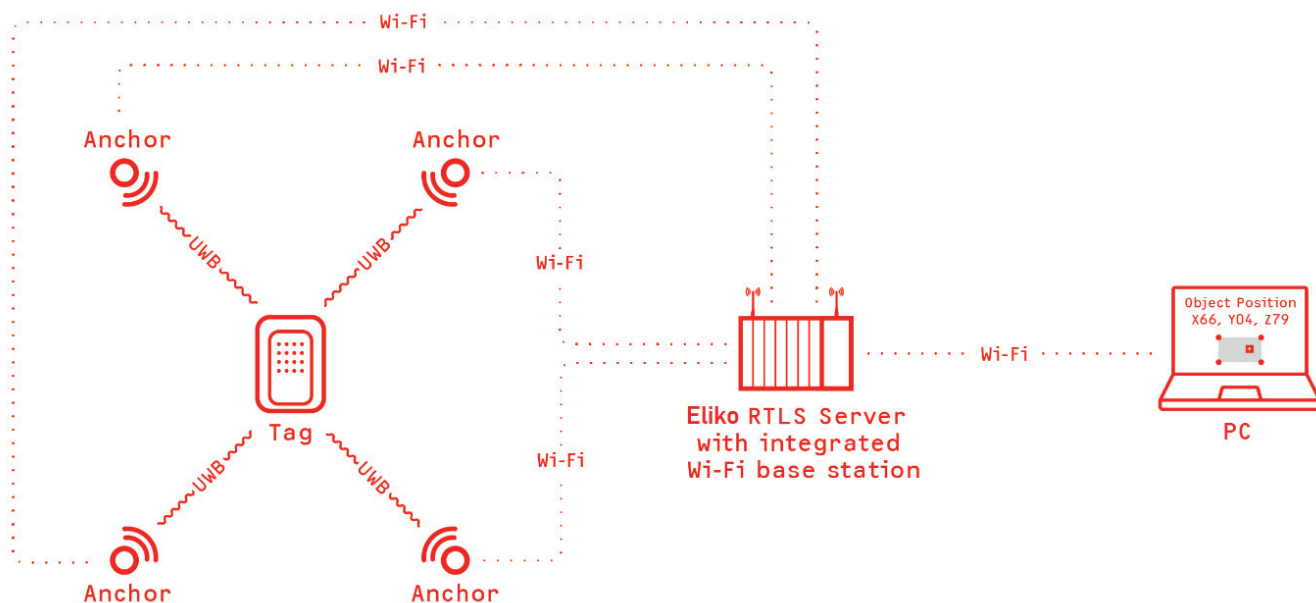 Wi-Fi
Wi-Fi
Anchor
Anchor
UWB
UWB
Wi-Fi
Object Position
X66, Y04, Z79
Wi-Fi
Tag
Eliko RTLS Server
with integrated
Wi-Fi base station
PC
Wi-Fi
UWB
UWB
Anchor
Anchor